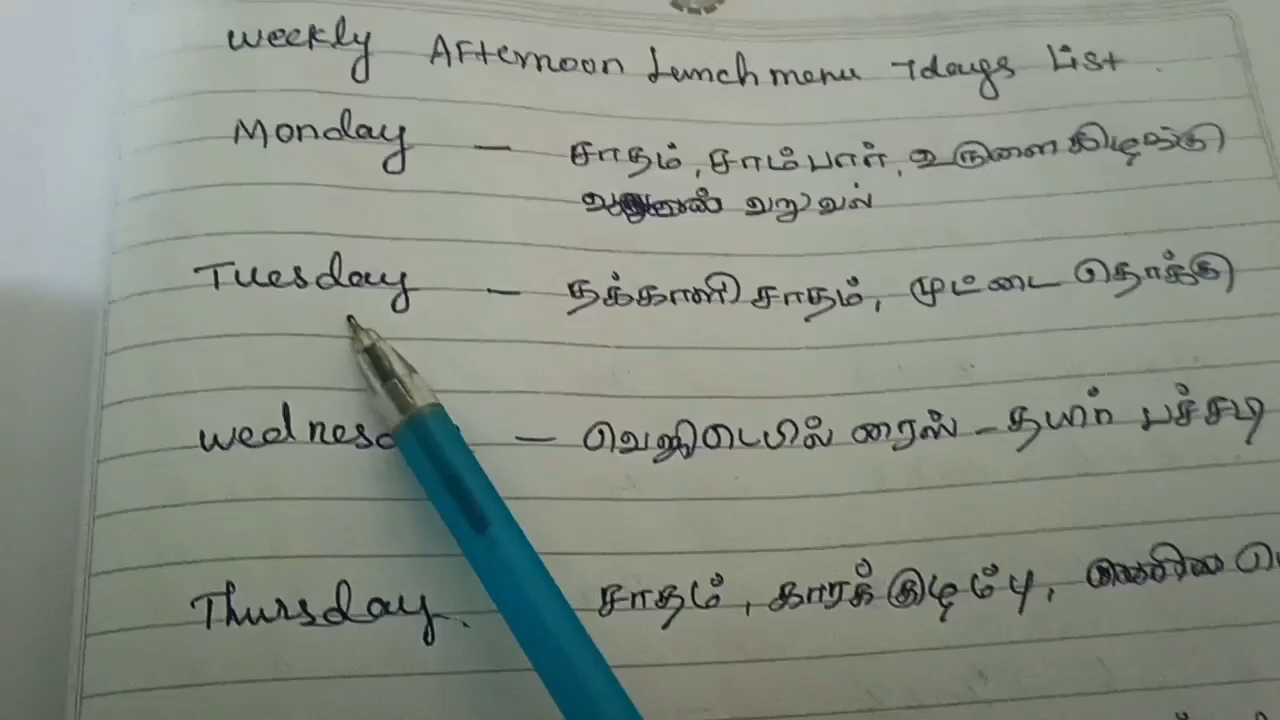 Weekly Afternoon Lunch menu 7days List
Monday - சாதம், சாம்பார், உருளைகிழங்கு
வறுவல்
Tuesday - தக்காளி சாதம், முட்டை தொக்கு
Wednesd - வெஜிடெபில் ரைஸ் - தயிர் பச்சடி
Thursday. சாதம், காரக் குழம்பு,